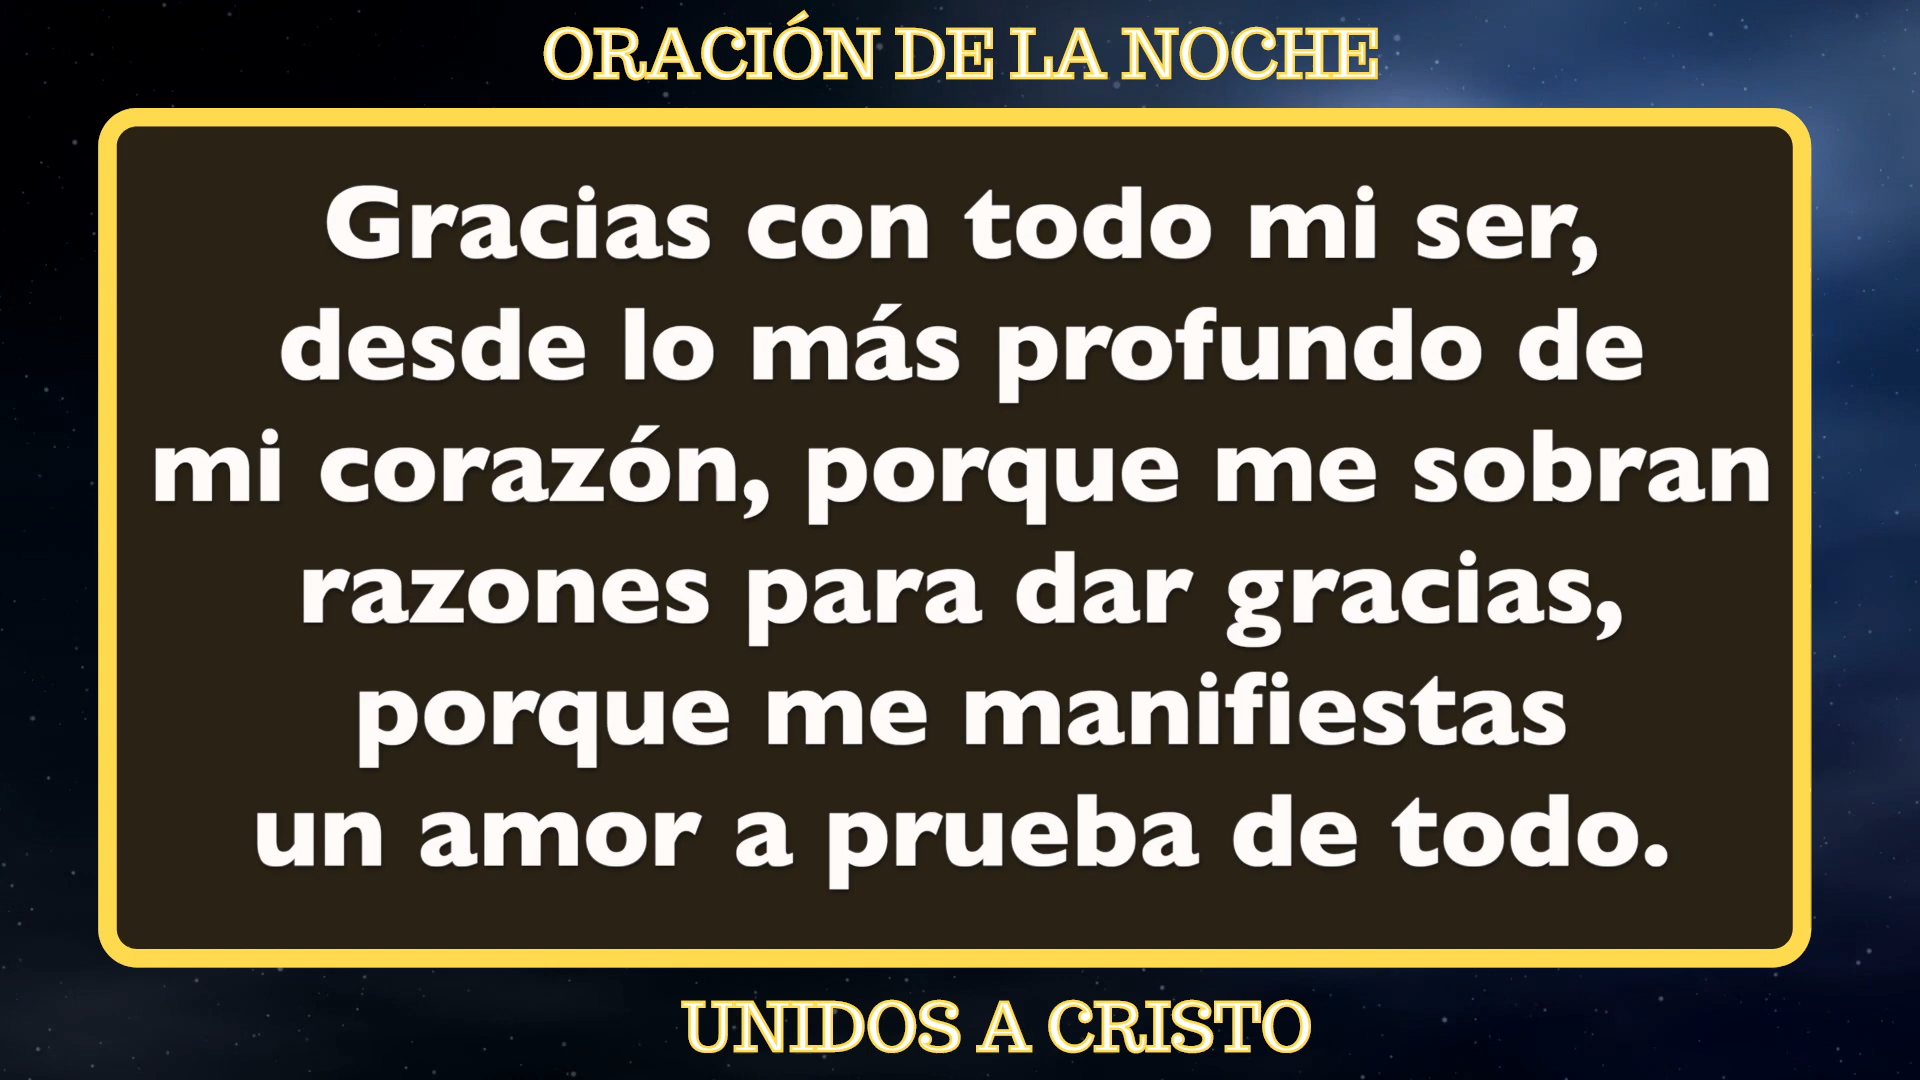 ORACIÓN DE LA NOCHE
Gracias con todo mi ser,
desde lo más profundo de
mi corazón, porque me sobran
razones para dar gracias,
porque me manifiestas
un amor a prueba de todo.
UNIDOS A CRISTO